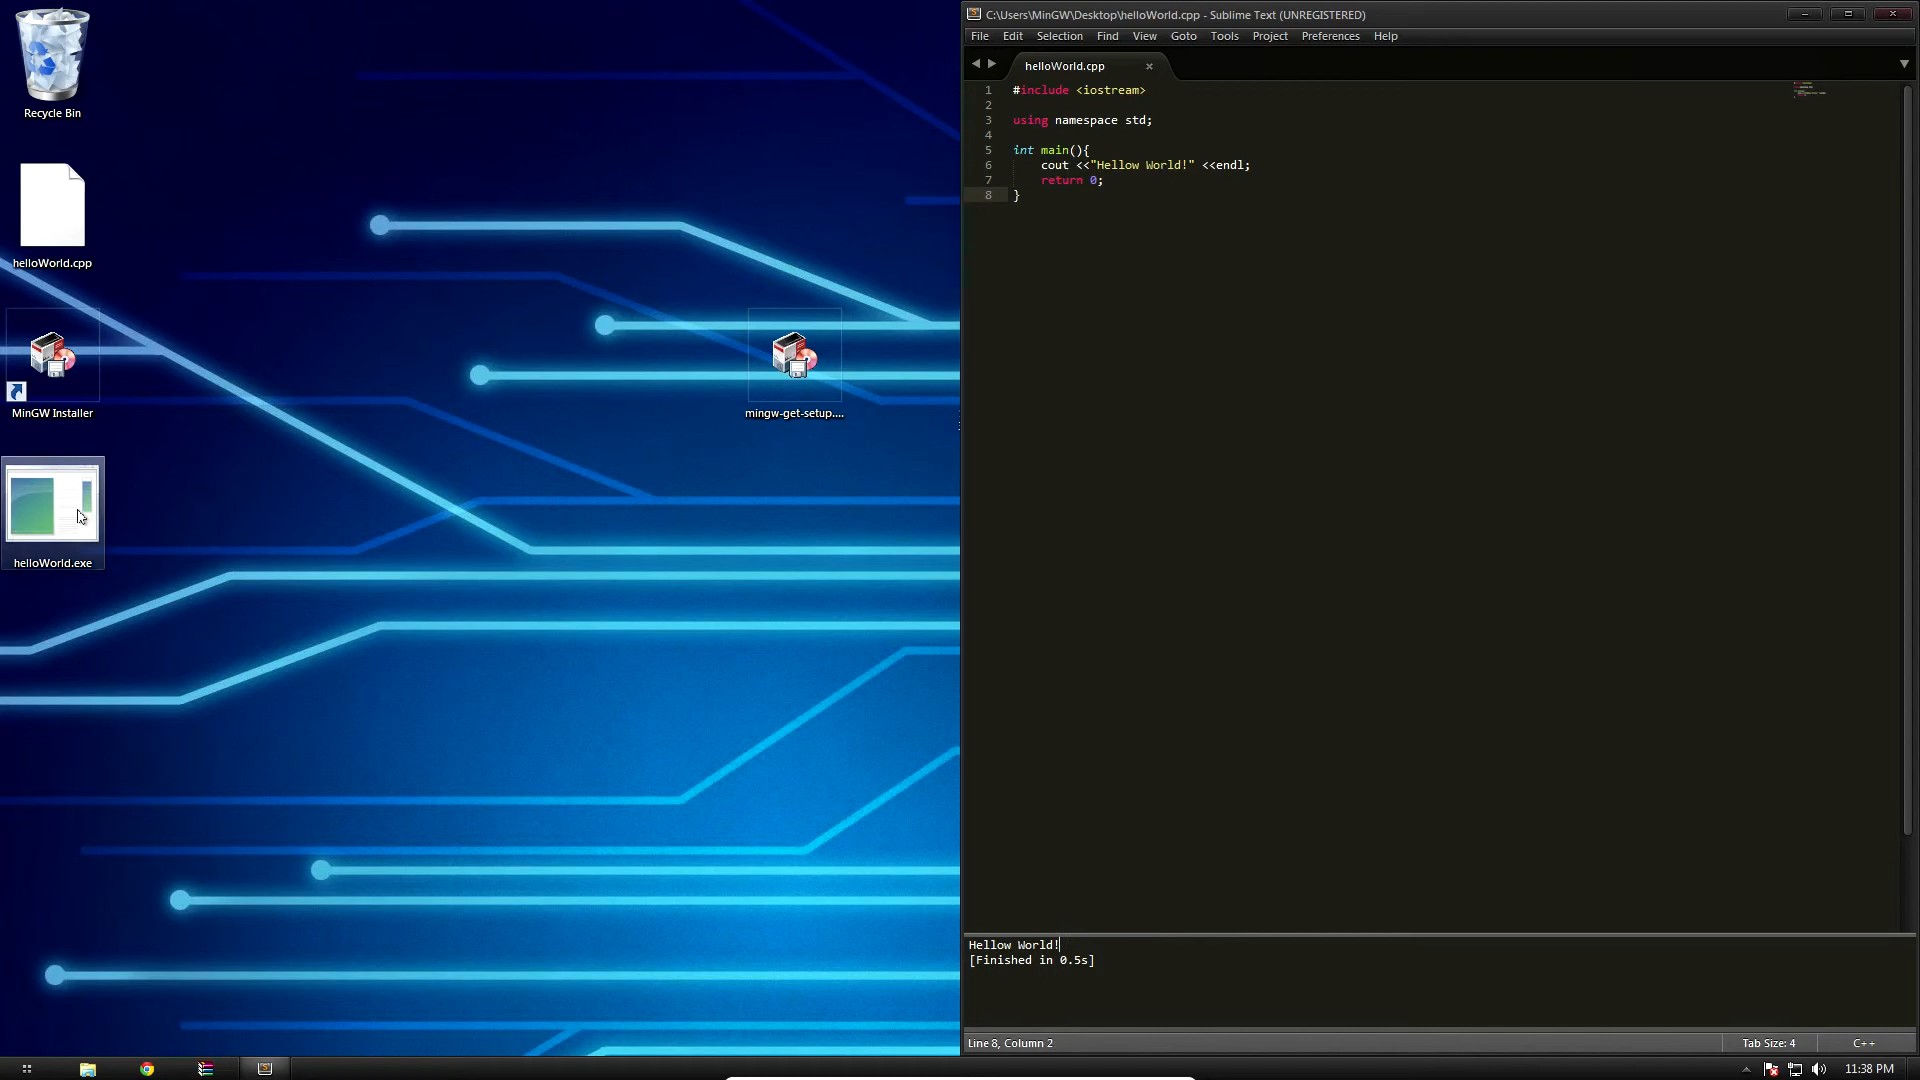 Recycle Bin
helloWorld.cpp
MinGW Installer
helloWorld.exe
mingw-get-setup....
C:\Users\MinGW\Desktop\helloWorld.cpp - Sublime Text (UNREGISTERED)
File Edit Selection Find View Goto Tools Project Preferences Help
helloWorld.cpp
1 #include <iostream>
2
3 using namespace std;
4
5 int main(){
6 cout <<"Hellow World!" <<endl;
7 return 0;
8 }
Hellow World!
[Finished in 0.5s]
Line 8, Column 2 Tab Size: 4 C++
11:38 PM